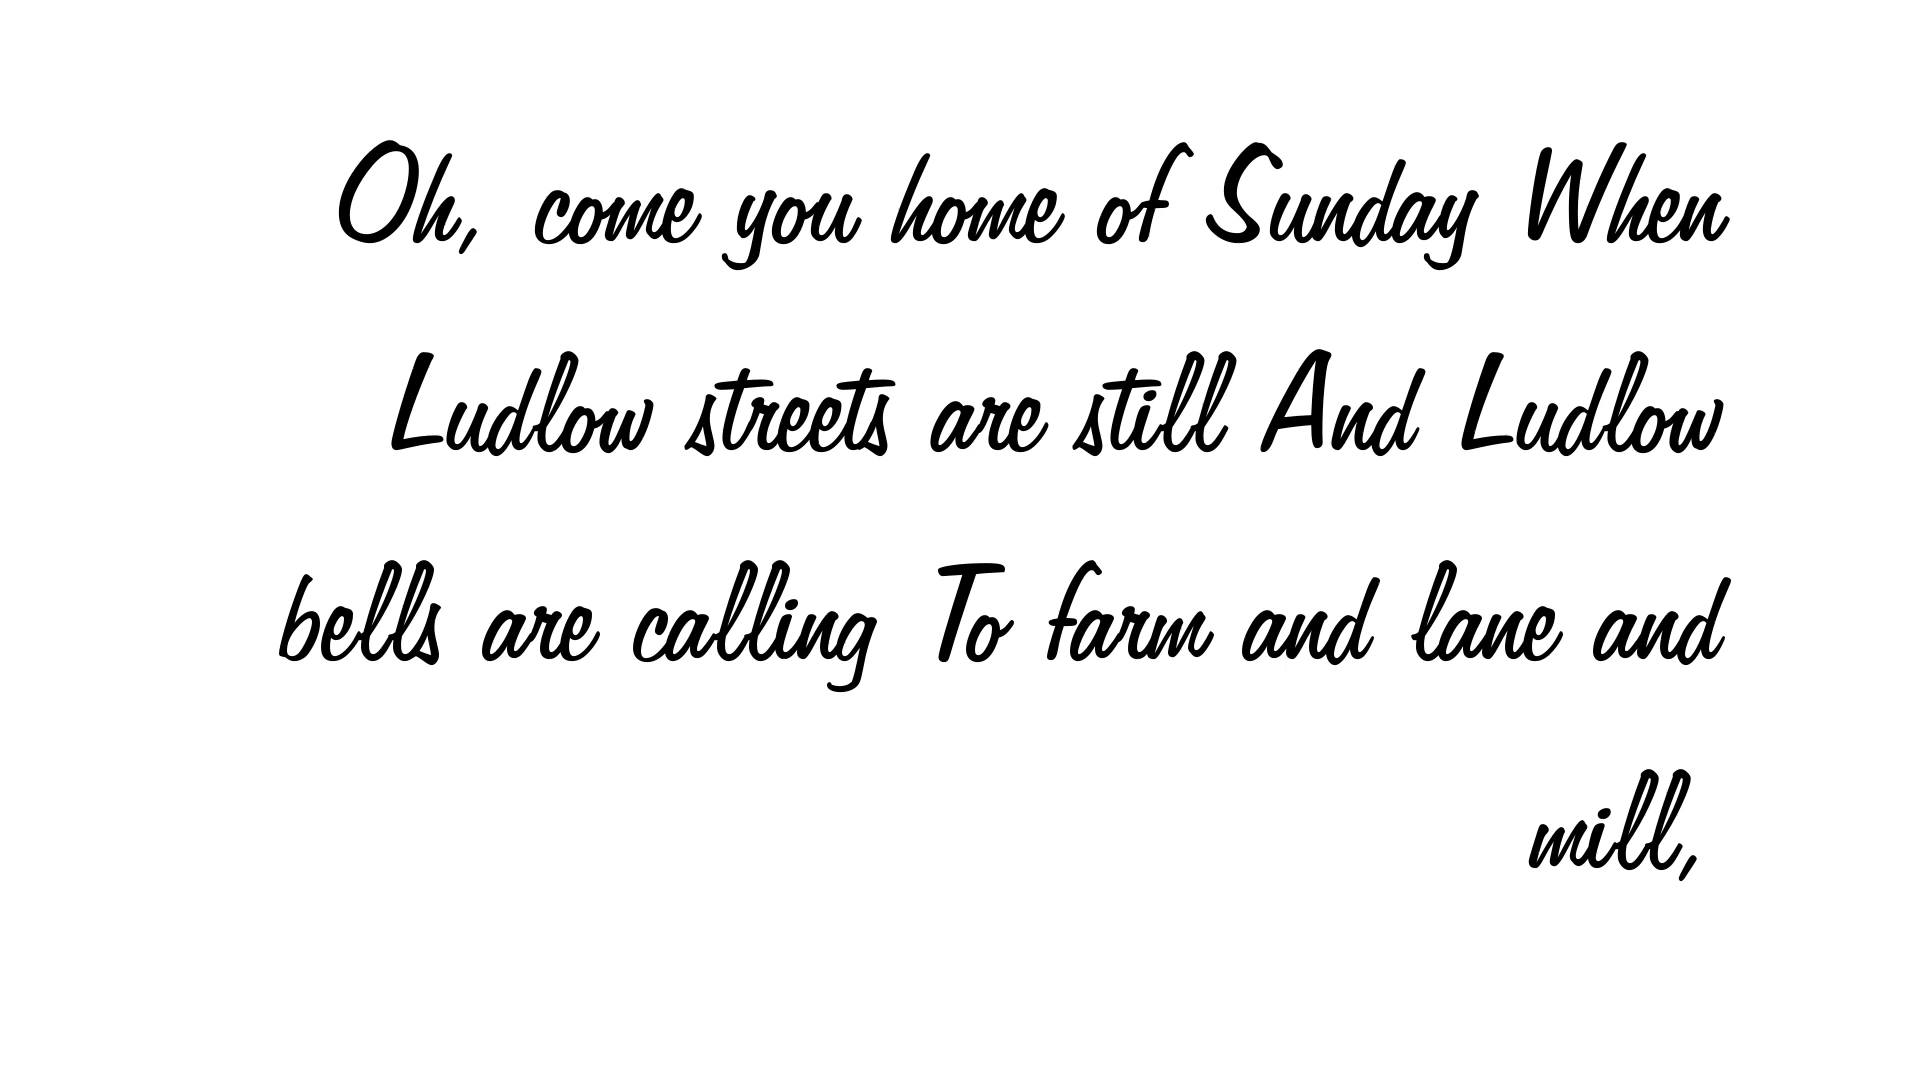 Oh, come you home of Sunday When
Ludlow streets are still And Ludlow
bells are calling To farm and lane and
mill,